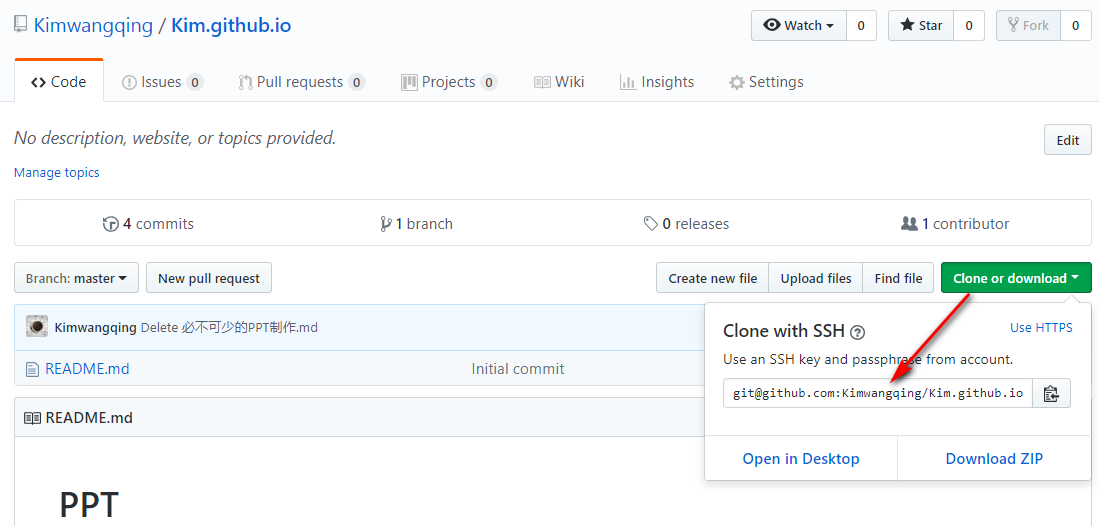 Kimwangqing / Kim.github.io
Watch 0 Star 0 Fork 0
Code Issues 0 Pull requests 0 Projects 0 Wiki Insights Settings
No description, website, or topics provided.
Edit
Manage topics
4 commits 1 branch 0 releases 1 contributor
Branch: master New pull request Create new file Upload files Find file Clone or download
Kimwangqing Delete 必不可少的PPT制作.md
README.md Initial commit
README.md
PPT
Clone with SSH ? Use HTTPS
Use an SSH key and passphrase from account.
git@github.com:Kimwangqing/Kim.github.io
Open in Desktop Download ZIP